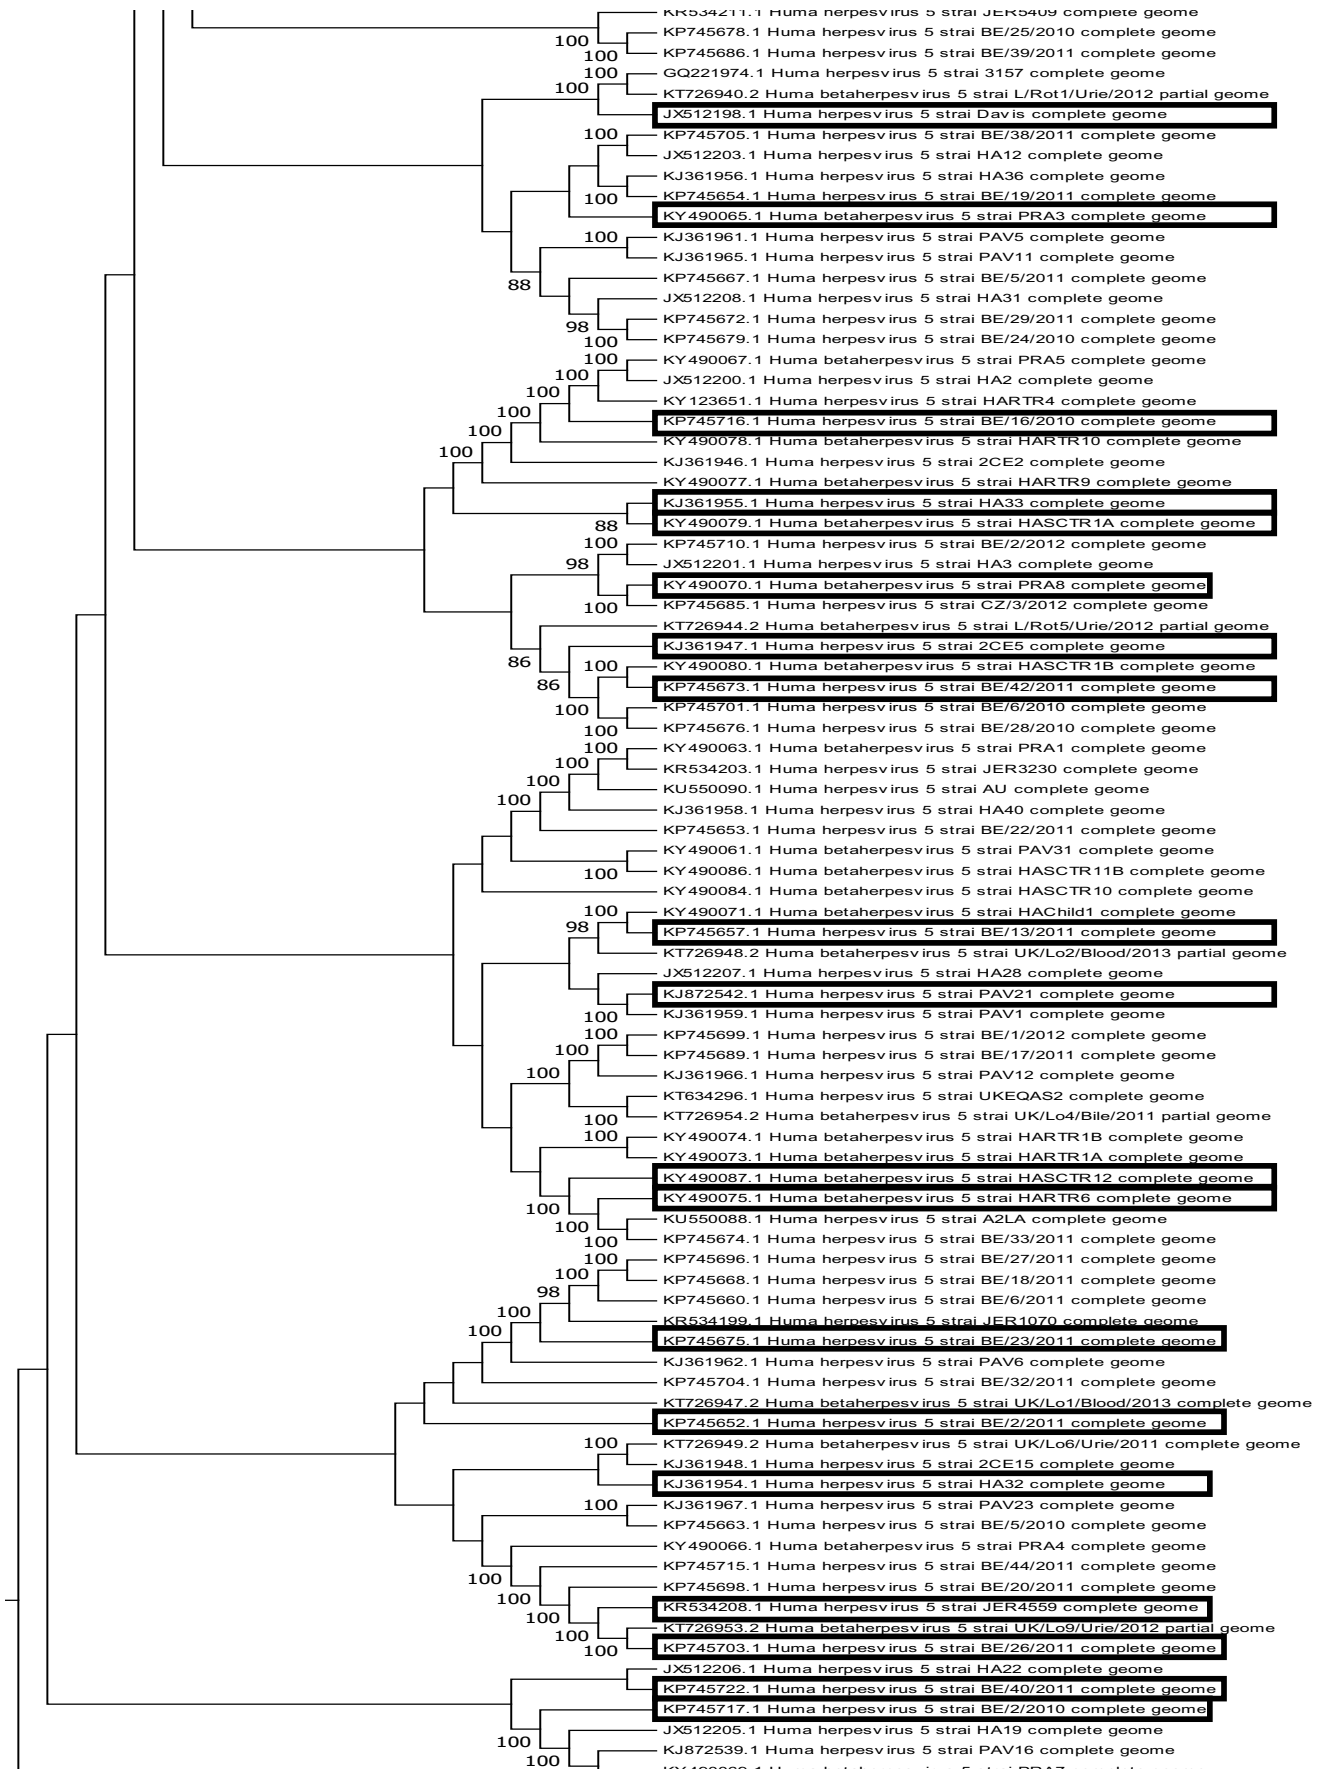 KR534211.1 Huma herpesvirus 5 strai JER5409 complete geome
KP745678.1 Huma herpesvirus 5 strai BE/25/2010 complete geome
100
KP745686.1 Huma herpesvirus 5 strai BE/39/2011 complete geome
100
GQ221974.1 Huma herpesvirus 5 strai 3157 complete geome
100
KT726940.2 Huma betaherpesvirus 5 strai L/Rot1/Urie/2012 partial geome
100
JX512198.1 Huma herpesvirus 5 strai Davis complete geome
KP745705.1 Huma herpesvirus 5 strai BE/38/2011 complete geome
100
JX512203.1 Huma herpesvirus 5 strai HA12 complete geome
KJ361956.1 Huma herpesvirus 5 strai HA36 complete geome
KP745654.1 Huma herpesvirus 5 strai BE/19/2011 complete geome
100
KY490065.1 Huma betaherpesvirus 5 strai PRA3 complete geome
KJ361961.1 Huma herpesvirus 5 strai PAV5 complete geome
100
KJ361965.1 Huma herpesvirus 5 strai PAV11 complete geome
KP745667.1 Huma herpesvirus 5 strai BE/5/2011 complete geome
88
JX512208.1 Huma herpesvirus 5 strai HA31 complete geome
KP745672.1 Huma herpesvirus 5 strai BE/29/2011 complete geome
98
KP745679.1 Huma herpesvirus 5 strai BE/24/2010 complete geome
100
KY490067.1 Huma betaherpesvirus 5 strai PRA5 complete geome
100
JX512200.1 Huma herpesvirus 5 strai HA2 complete geome
100
KY123651.1 Huma herpesvirus 5 strai HARTR4 complete geome
100
KP745716.1 Huma herpesvirus 5 strai BE/16/2010 complete geome
100
KY490078.1 Huma betaherpesvirus 5 strai HARTR10 complete geome
100
KJ361946.1 Huma herpesvirus 5 strai 2CE2 complete geome
KY490077.1 Huma betaherpesvirus 5 strai HARTR9 complete geome
KJ361955.1 Huma herpesvirus 5 strai HA33 complete geome
KY490079.1 Huma betaherpesvirus 5 strai HASCTR1A complete geome
88
KP745710.1 Huma herpesvirus 5 strai BE/2/2012 complete geome
100
JX512201.1 Huma herpesvirus 5 strai HA3 complete geome
98
KY490070.1 Huma betaherpesvirus 5 strai PRA8 complete geome
KP745685.1 Huma herpesvirus 5 strai CZ/3/2012 complete geome
100
KT726944.2 Huma betaherpesvirus 5 strai L/Rot5/Urie/2012 partial geome
KJ361947.1 Huma herpesvirus 5 strai 2CE5 complete geome
86
KY490080.1 Huma betaherpesvirus 5 strai HASCTR1B complete geome
100
KP745673.1 Huma herpesvirus 5 strai BE/42/2011 complete geome
86
KP745701.1 Huma herpesvirus 5 strai BE/6/2010 complete geome
100
KP745676.1 Huma herpesvirus 5 strai BE/28/2010 complete geome
100
KY490063.1 Huma betaherpesvirus 5 strai PRA1 complete geome
100
KR534203.1 Huma herpesvirus 5 strai JER3230 complete geome
100
KU550090.1 Huma betaherpesvirus 5 strai AU complete geome
100
KJ361958.1 Huma herpesvirus 5 strai HA40 complete geome
100
KP745653.1 Huma herpesvirus 5 strai BE/22/2011 complete geome
KY490061.1 Huma betaherpesvirus 5 strai PAV31 complete geome
KY490086.1 Huma betaherpesvirus 5 strai HASCTR11B complete geome
100
KY490084.1 Huma betaherpesvirus 5 strai HASCTR10 complete geome
KY490071.1 Huma betaherpesvirus 5 strai HAChild1 complete geome
100
KP745657.1 Huma herpesvirus 5 strai BE/13/2011 complete geome
98
KT726948.2 Huma betaherpesvirus 5 strai UK/Lo2/Blood/2013 partial geome
JX512207.1 Huma herpesvirus 5 strai HA28 complete geome
KJ872542.1 Huma herpesvirus 5 strai PAV21 complete geome
KJ361959.1 Huma herpesvirus 5 strai PAV1 complete geome
100
KP745699.1 Huma herpesvirus 5 strai BE/1/2012 complete geome
100
KP745689.1 Huma herpesvirus 5 strai BE/17/2011 complete geome
100
KJ361966.1 Huma herpesvirus 5 strai PAV12 complete geome
100
KT634296.1 Huma herpesvirus 5 strai UKEQAS2 complete geome
KT726954.2 Huma betaherpesvirus 5 strai UK/Lo4/Bile/2011 partial geome
100
KY490074.1 Huma betaherpesvirus 5 strai HARTR1B complete geome
100
KY490073.1 Huma betaherpesvirus 5 strai HARTR1A complete geome
KY490087.1 Huma betaherpesvirus 5 strai HASCTR12 complete geome
KY490075.1 Huma betaherpesvirus 5 strai HARTR6 complete geome
100
KU550088.1 Huma herpesvirus 5 strai A2LA complete geome
100
KP745674.1 Huma herpesvirus 5 strai BE/33/2011 complete geome
100
KP745696.1 Huma herpesvirus 5 strai BE/27/2011 complete geome
100
KP745668.1 Huma herpesvirus 5 strai BE/18/2011 complete geome
100
KP745660.1 Huma herpesvirus 5 strai BE/6/2011 complete geome
98
KR534199.1 Huma herpesvirus 5 strai JER1070 complete geome
100
KP745675.1 Huma herpesvirus 5 strai BE/23/2011 complete geome
100
KJ361962.1 Huma herpesvirus 5 strai PAV6 complete geome
KP745704.1 Huma herpesvirus 5 strai BE/32/2011 complete geome
KT726947.2 Huma betaherpesvirus 5 strai UK/Lo1/Blood/2013 complete geome
KP745652.1 Huma herpesvirus 5 strai BE/2/2011 complete geome
KT726949.2 Huma betaherpesvirus 5 strai UK/Lo6/Urie/2011 complete geome
100
KJ361948.1 Huma herpesvirus 5 strai 2CE15 complete geome
KJ361954.1 Huma herpesvirus 5 strai HA32 complete geome
KJ361967.1 Huma herpesvirus 5 strai PAV23 complete geome
100
KP745663.1 Huma herpesvirus 5 strai BE/5/2010 complete geome
KY490066.1 Huma betaherpesvirus 5 strai PRA4 complete geome
KP745715.1 Huma herpesvirus 5 strai BE/44/2011 complete geome
100
KP745698.1 Huma herpesvirus 5 strai BE/20/2011 complete geome
100
KR534208.1 Huma herpesvirus 5 strai JER4559 complete geome
100
KT726953.2 Huma betaherpesvirus 5 strai UK/Lo9/Urie/2012 partial geome
100
KP745703.1 Huma herpesvirus 5 strai BE/26/2011 complete geome
100
JX512206.1 Huma herpesvirus 5 strai HA22 complete geome
KP745722.1 Huma herpesvirus 5 strai BE/40/2011 complete geome
KP745717.1 Huma herpesvirus 5 strai BE/2/2010 complete geome
JX512205.1 Huma herpesvirus 5 strai HA19 complete geome
100
KJ872539.1 Huma herpesvirus 5 strai PAV16 complete geome
100